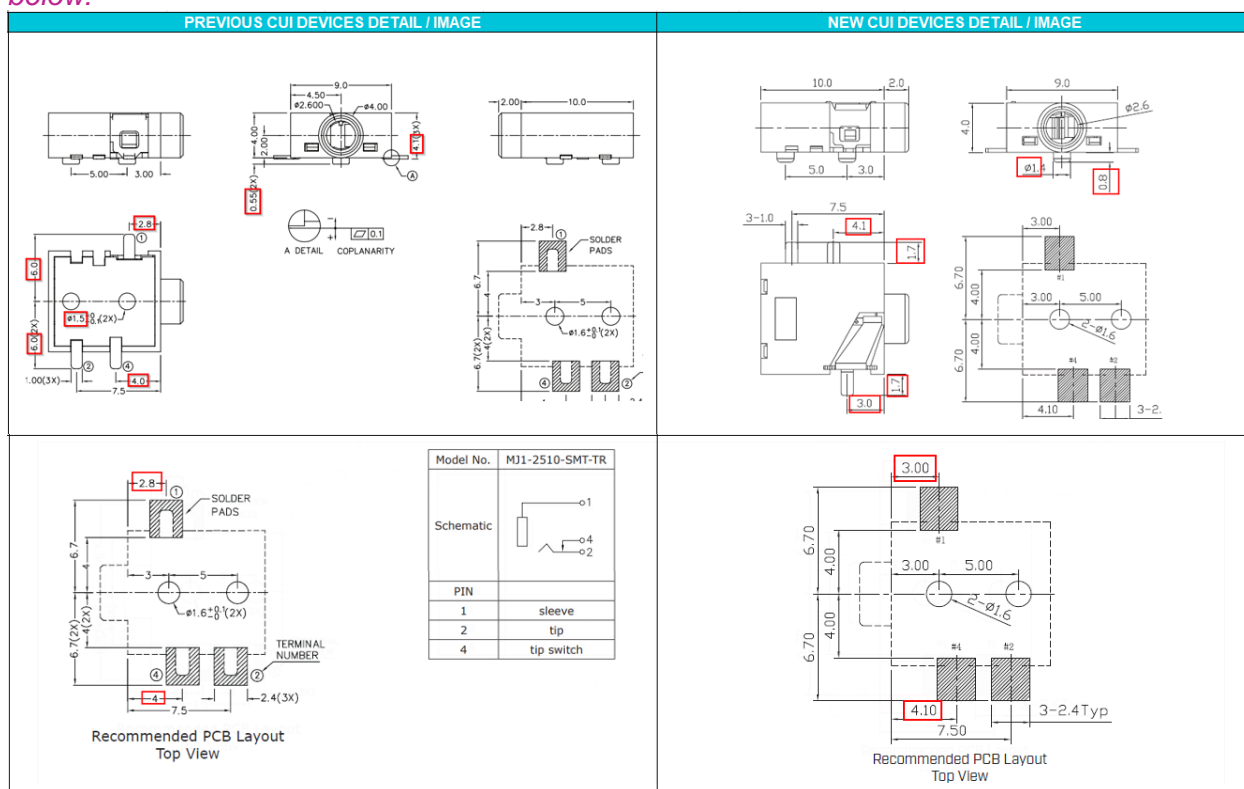 below:
PREVIOUS CUI DEVICES DETAIL / IMAGE
NEW CUI DEVICES DETAIL / IMAGE
9.0
4.50
ø2.600
ø4.00
4.00
2.00
4.1(3X)
0.55(2X)
A
5.00
3.00
2.00
10.0
2.8
1
6.0
ø1.5 +0 -0.1 (2X)
6.0(2X)
2
4
1.00(3X)
4.0
7.5
0.1
A DETAIL
COPLANARITY
2.8
1
SOLDER
PADS
6.7
4
3
5
ø1.6 +0.1 -0 (2X)
6.7(2X)
4(2X)
4
2
10.0
2.0
5.0
3.0
9.0
ø2.6
4.0
ø1.4
0.8
7.5
3-1.0
4.1
1.7
1.7
3.0
3.00
6.70
4.00
#1
3.00
5.00
2-ø1.6
6.70
4.00
#4
#2
4.10
3-2.
2.8
1
SOLDER
PADS
6.7
4
3
5
ø1.6 +0.1 -0 (2X)
6.7(2X)
4(2X)
TERMINAL
NUMBER
4
2
4
2.4(3X)
7.5
Recommended PCB Layout
Top View
Model No.
MJ1-2510-SMT-TR
Schematic
1
4
2
PIN
1
sleeve
2
tip
4
tip switch
3.00
#1
6.70
4.00
3.00
5.00
2-ø1.6
6.70
4.00
#4
#2
4.10
3-2.4Typ
7.50
Recommended PCB Layout
Top View